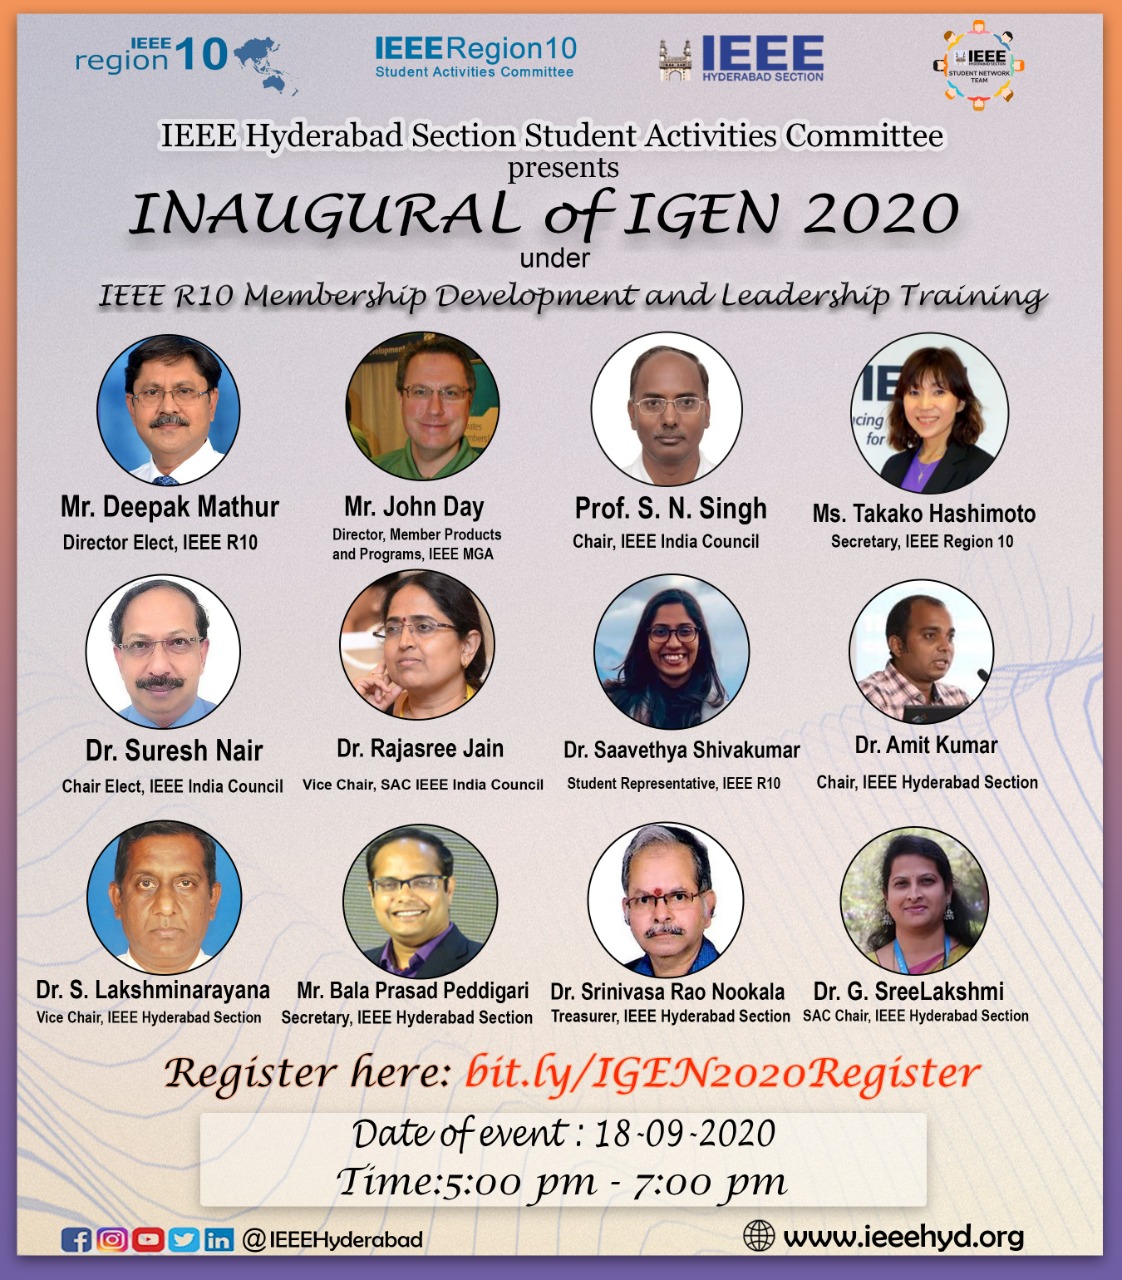 IEEE
region 10
IEEE Region 10
Student Activities Committee
IEEE
HYDERABAD SECTION
IEEE
HYDERABAD SECTION
STUDENT NETWORK
TEAM
IEEE Hyderabad Section Student Activities Committee
presents
INAUGURAL of IGEN 2020
under
IEEE R10 Membership Development and Leadership Training
Mr. Deepak Mathur
Director Elect, IEEE R10
Mr. John Day
Director, Member Products
and Programs, IEEE MGA
Prof. S. N. Singh
Chair, IEEE India Council
Ms. Takako Hashimoto
Secretary, IEEE Region 10
Dr. Suresh Nair
Chair Elect, IEEE India Council
Dr. Rajasree Jain
Vice Chair, SAC IEEE India Council
Dr. Saavethya Shivakumar
Student Representative, IEEE R10
Dr. Amit Kumar
Chair, IEEE Hyderabad Section
Dr. S. Lakshminarayana
Vice Chair, IEEE Hyderabad Section
Mr. Bala Prasad Peddigari
Secretary, IEEE Hyderabad Section
Dr. Srinivasa Rao Nookala
Treasurer, IEEE Hyderabad Section
Dr. G. SreeLakshmi
SAC Chair, IEEE Hyderabad Section
Register here: bit.ly/IGEN2020Register
Date of event : 18-09-2020
Time:5:00 pm - 7:00 pm
@IEEEHyderabad
www.ieeehyd.org